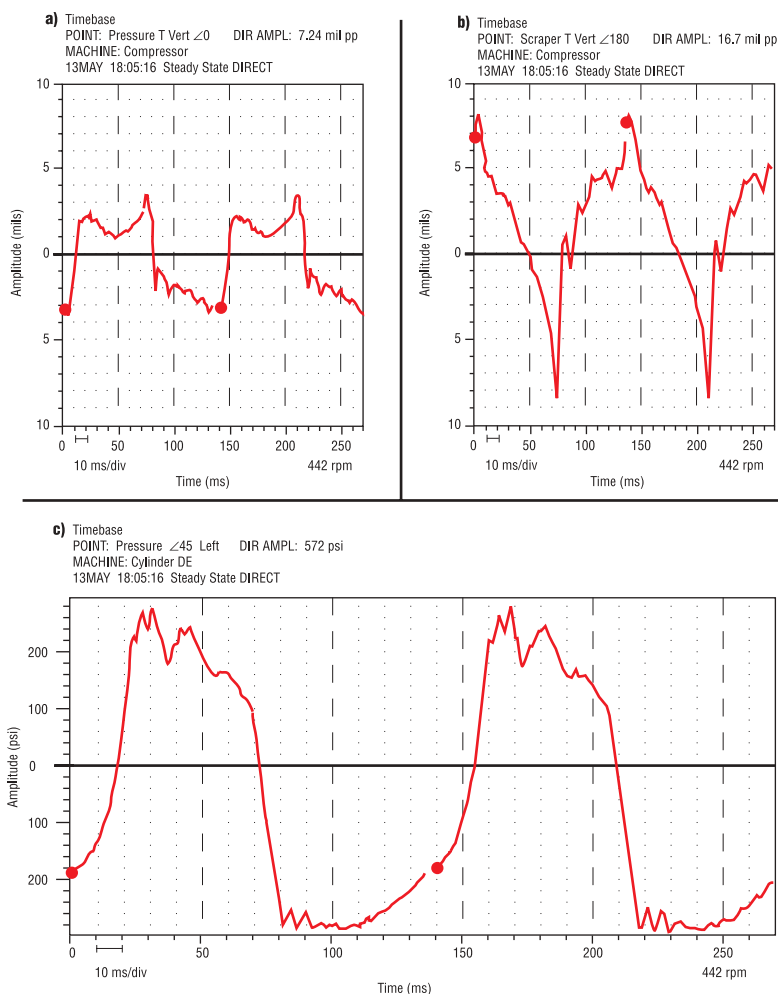 a) Timebase
POINT: Pressure T Vert ∠0 DIR AMPL: 7.24 mil pp
MACHINE: Compressor
13MAY 18:05:16 Steady State DIRECT
10
5
0
5
10
Amplitude (mils)
0 50 100 150 200 250
10 ms/div 442 rpm
Time (ms)
b) Timebase
POINT: Scraper T Vert ∠180 DIR AMPL: 16.7 mil pp
MACHINE: Compressor
13MAY 18:05:16 Steady State DIRECT
10
5
0
5
10
Amplitude (mills)
0 50 100 150 200 250
10 ms/div 442 rpm
Time (ms)
c) Timebase
POINT: Pressure ∠45 Left DIR AMPL: 572 psi
MACHINE: Cylinder DE
13MAY 18:05:16 Steady State DIRECT
200
100
0
100
200
Amplitude (psi)
0 50 100 150 200 250
10 ms/div 442 rpm
Time (ms)